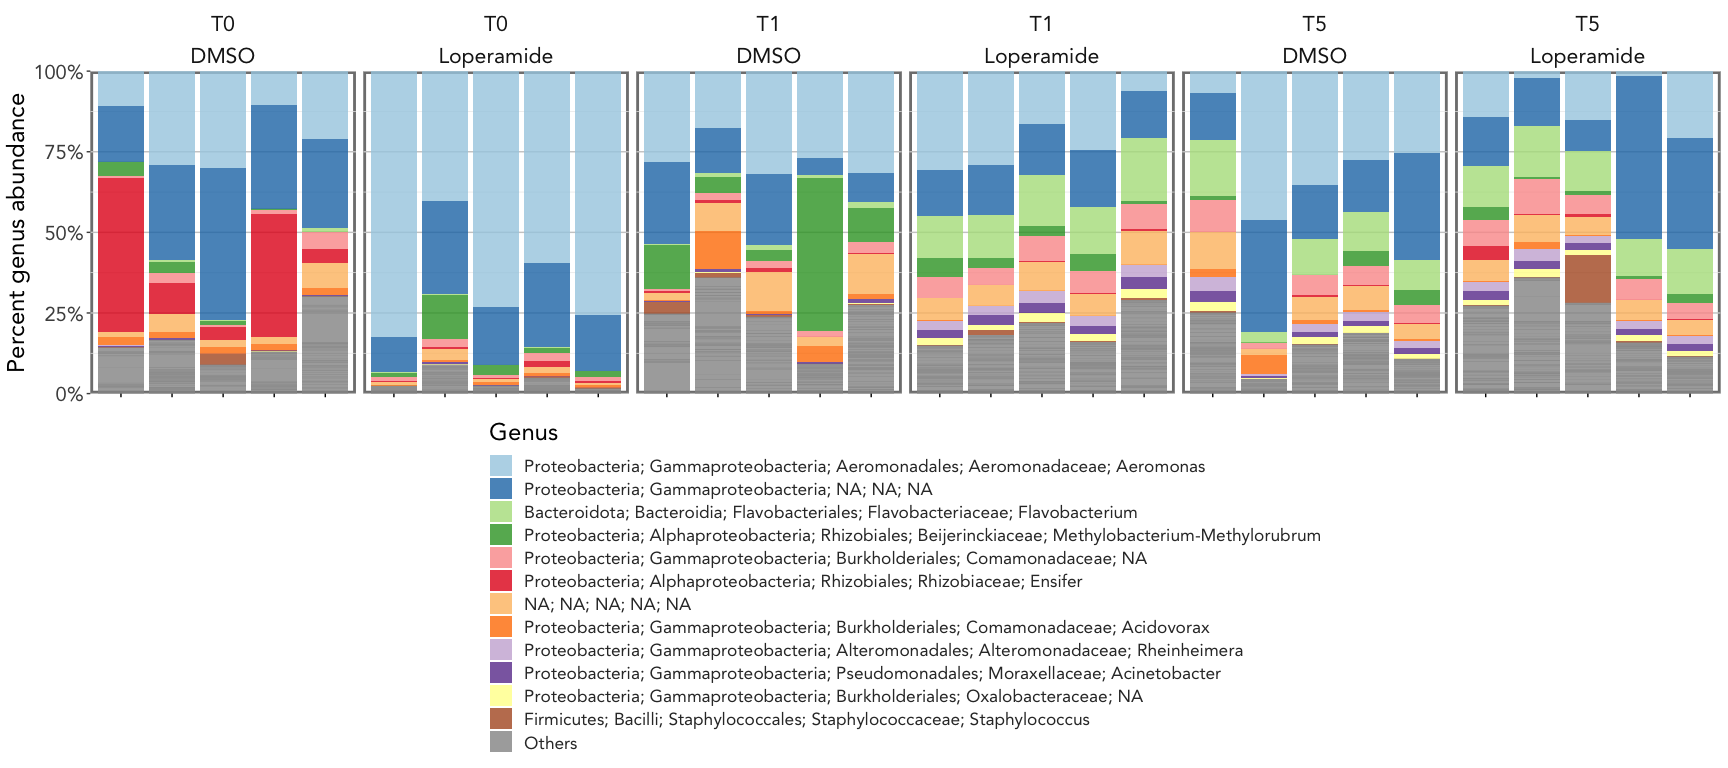 T0 T0 T1 T1 T5 T5
DMSO Loperamide DMSO Loperamide DMSO Loperamide
100%
75%
50%
25%
0%
Percent genus abundance
Genus
Proteobacteria; Gammaproteobacteria; Aeromonadales; Aeromonadaceae; Aeromonas
Proteobacteria; Gammaproteobacteria; NA; NA; NA
Bacteroidota; Bacteroidia; Flavobacteriales; Flavobacteriaceae; Flavobacterium
Proteobacteria; Alphaproteobacteria; Rhizobiales; Beijerinckiaceae; Methylobacterium-Methylorubrum
Proteobacteria; Gammaproteobacteria; Burkholderiales; Comamonadaceae; NA
Proteobacteria; Alphaproteobacteria; Rhizobiales; Rhizobiaceae; Ensifer
NA; NA; NA; NA; NA
Proteobacteria; Gammaproteobacteria; Burkholderiales; Comamonadaceae; Acidovorax
Proteobacteria; Gammaproteobacteria; Alteromonadales; Alteromonadaceae; Rheinheimera
Proteobacteria; Gammaproteobacteria; Pseudomonadales; Moraxellaceae; Acinetobacter
Proteobacteria; Gammaproteobacteria; Burkholderiales; Oxalobacteraceae; NA
Firmicutes; Bacilli; Staphylococcales; Staphylococcaceae; Staphylococcus
Others